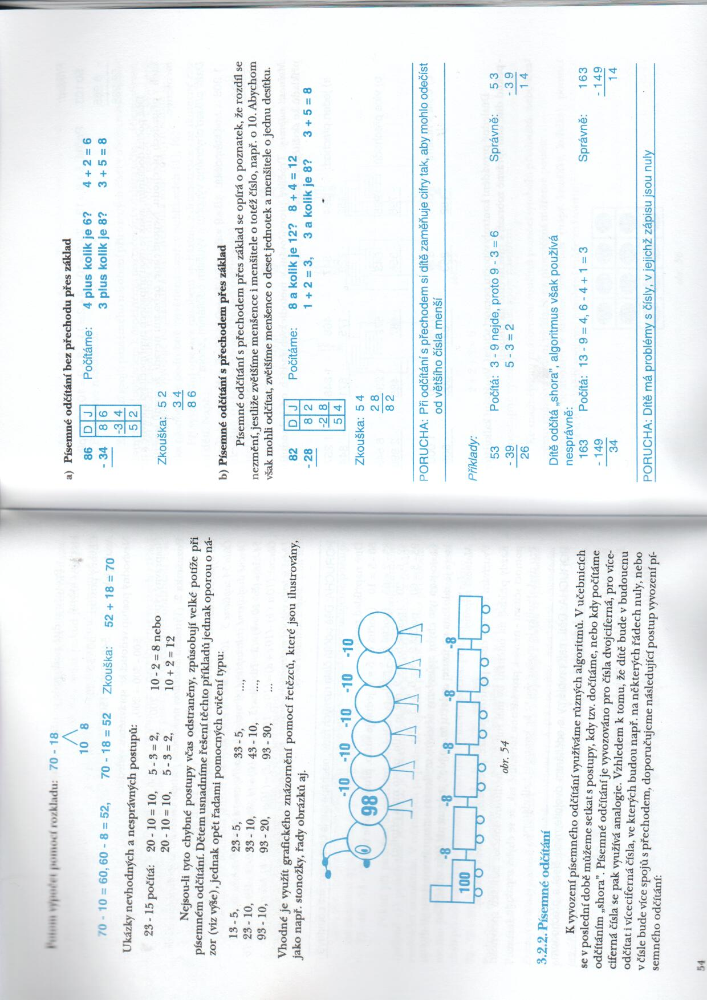 Potom výpočet pomocí rozkladu: 70 - 18
10 8
70 - 10 = 60, 60 - 8 = 52, 70 - 18 = 52 Zkouška: 52 + 18 = 70
Ukázky nevhodných a nesprávných postupů:
23 - 15 počítá: 20 - 10 = 10, 5 - 3 = 2, 10 - 2 = 8 nebo
20 - 10 = 10, 5 - 3 = 2, 10 + 2 = 12
Nejsou-li tyto chybné postupy včas odstraněny, způsobují velké potíže při
písemném odčítání. Dětem usnadníme řešení těchto příkladů jednak oporou o ná-
zor (viz výše), jednak opět řadami pomocných cvičení typu:
13 - 5, 23 - 5, 33 - 5, ....,
23 - 10, 33 - 10, 43 - 10, ....,
93 - 10, 93 - 20, 93 - 30, ...
Vhodné je využít grafického znázornění pomocí řetězců, které jsou ilustrovány,
jako např. stonožky, řady obrázků aj.
-10 -10 -10 -10 -10
98
-8 -8 -8 -8 -8
100
obr. 54
3.2.2. Písemné odčítání
K vyvození písemného odčítání využíváme různých algoritmů. V učebnicích
se v poslední době můžeme setkat s postupy, kdy tzv. dočítáme, nebo kdy počítáme
odčítáním „shora". Písemné odčítání je vyvozováno pro čísla dvojciferná, pro více-
ciferná čísla se pak využívá analogie. Vzhledem k tomu, že dítě bude v budoucnu
odčítat i víceciferná čísla, ve kterých budou např. na některých řádech nuly, nebo
v čísle bude více spojů s přechodem, doporučujeme následující postup vyvození pí-
semného odčítání:
54
a) Písemné odčítání bez přechodu přes základ
86 D J Počítáme: 4 plus kolik je 6? 4 + 2 = 6
- 34 8 6 3 plus kolik je 8? 3 + 5 = 8
-3 4
5 2
Zkouška: 5 2
3 4
8 6
b) Písemné odčítání s přechodem přes základ
Písemné odčítání s přechodem přes základ se opírá o poznatek, že rozdíl se
nezmění, jestliže zvětšíme menšence i menšitele o totéž číslo, např. o 10. Abychom
však mohli odčítat, zvětšíme menšence o deset jednotek a menšitele o jednu desítku.
82 D J Počítáme: 8 a kolik je 12? 8 + 4 = 12
- 28 8 2 1 + 2 = 3, 3 a kolik je 8? 3 + 5 = 8
-2 8
5 4
Zkouška: 5 4
2 8
8 2
PORUCHA: Při odčítání s přechodem si dítě zaměňuje cifry tak, aby mohlo odečíst
od většího čísla menší
Příklady:
53 Počítá: 3 - 9 nejde, proto 9 - 3 = 6 Správně: 5 3
- 39 5 - 3 = 2 - 3 9
26 1 4
Dítě odčítá „shora", algoritmus však používá
nesprávně:
163 Počítá: 13 - 9 = 4, 6 - 4 + 1 = 3 Správně: 163
- 149 - 149
34 14
PORUCHA: Dítě má problémy s čísly, v jejichž zápisu jsou nuly